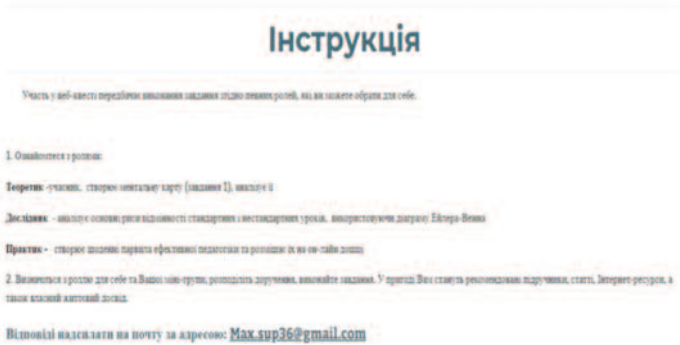 Інструкція
Участь у веб-квесті передбачає виконання завдання згідно певних ролей, які ви можете обрати для себе.
1. Ознайомтеся з ролями:
Теоретик -учасник, створює ментальну карту (завдання 1), аналізує її
Дослідник - аналізує основні риси відмінності стандартних і нестандартних уроків, використовуючи діаграму Ейлера-Венна
Практик - створює щоденні правила ефективної педагогіки та розміщає їх на он-лайн дошці
2. Визначіться з роллю для себе та Вашої міні-групи, розподіліть доручення, виконайте завдання. У пригоді Вам стануть рекомендовані підручники, статті, Інтернет-ресурси, а
також власний життєвий досвід.
Відповіді надсилати на почту за адресою: Max.sup36@gmail.com